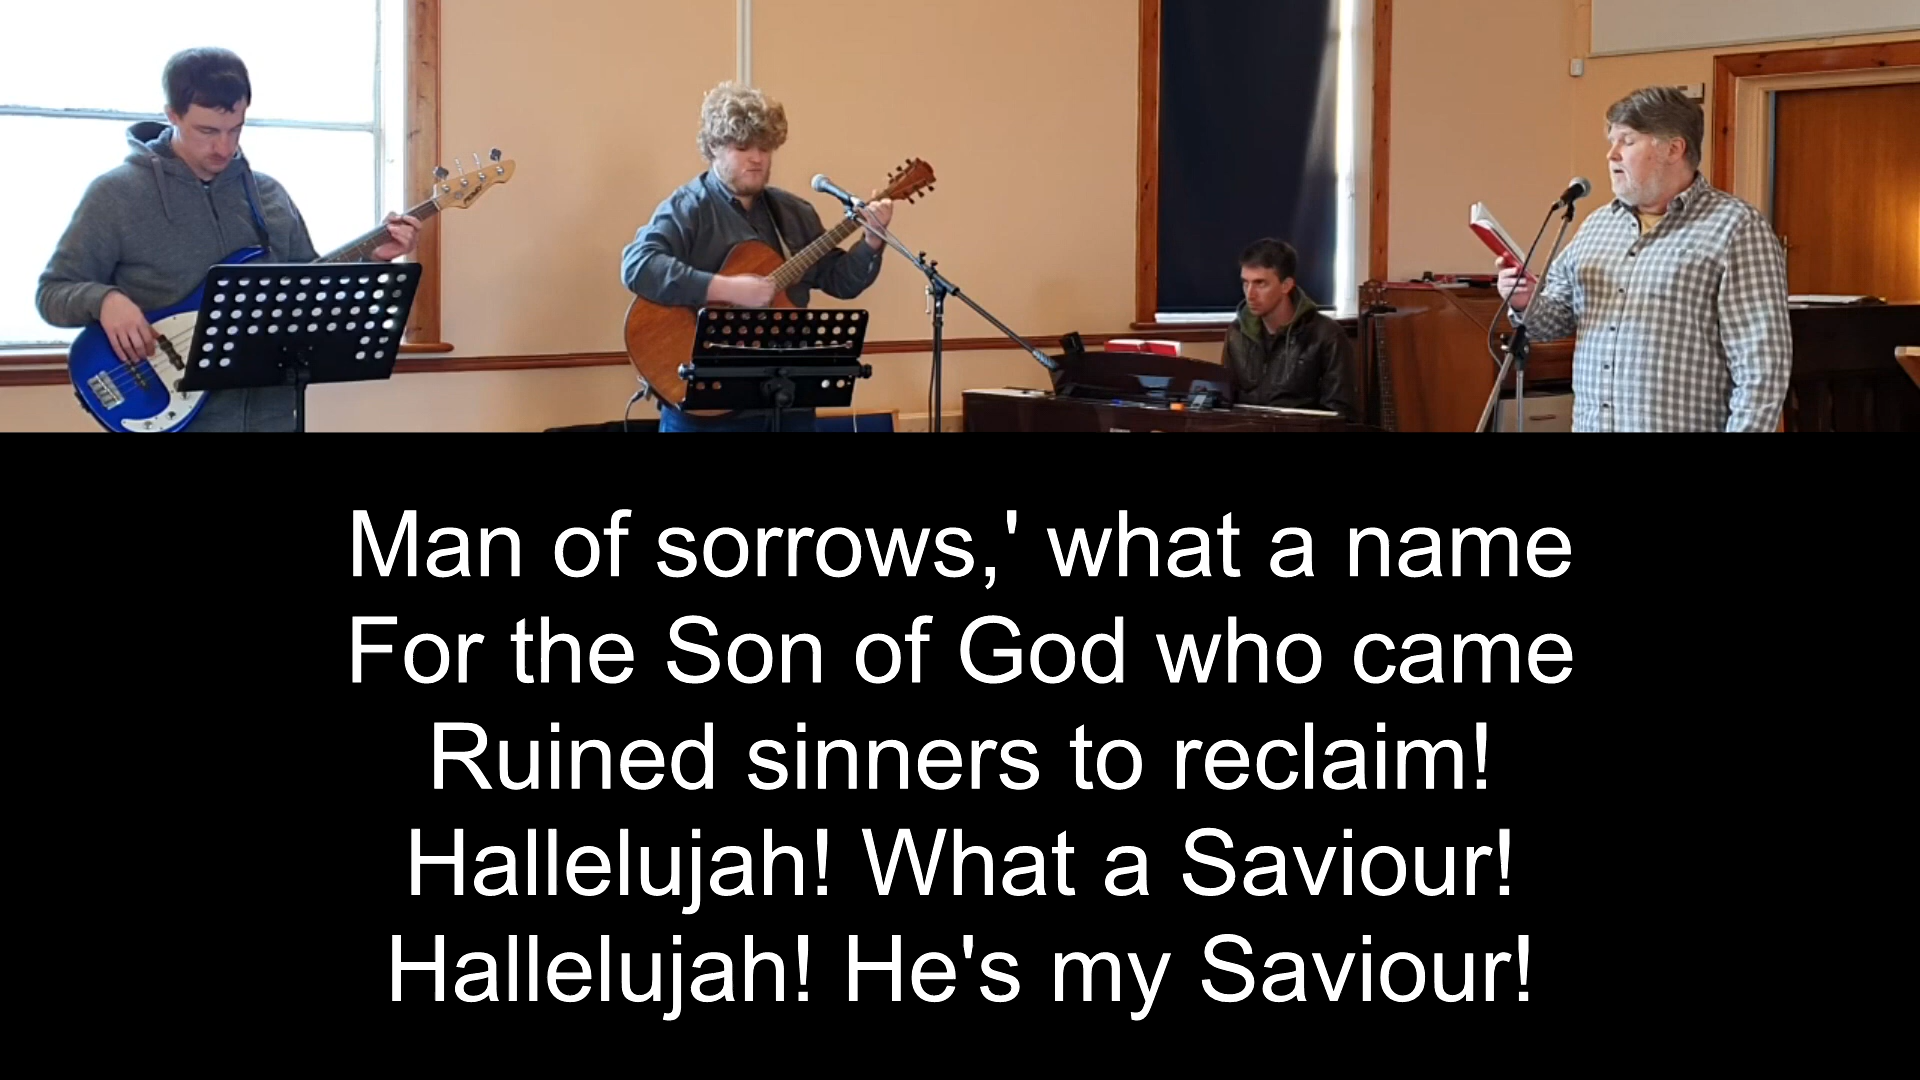 Man of sorrows,' what a name
For the Son of God who came
Ruined sinners to reclaim!
Hallelujah! What a Saviour!
Hallelujah! He's my Saviour!